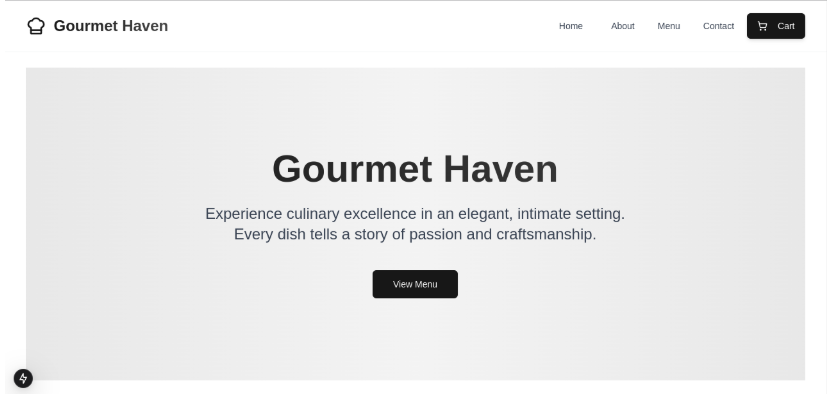 Gourmet Haven
Home About Menu Contact Cart
Gourmet Haven
Experience culinary excellence in an elegant, intimate setting.
Every dish tells a story of passion and craftsmanship.
View Menu